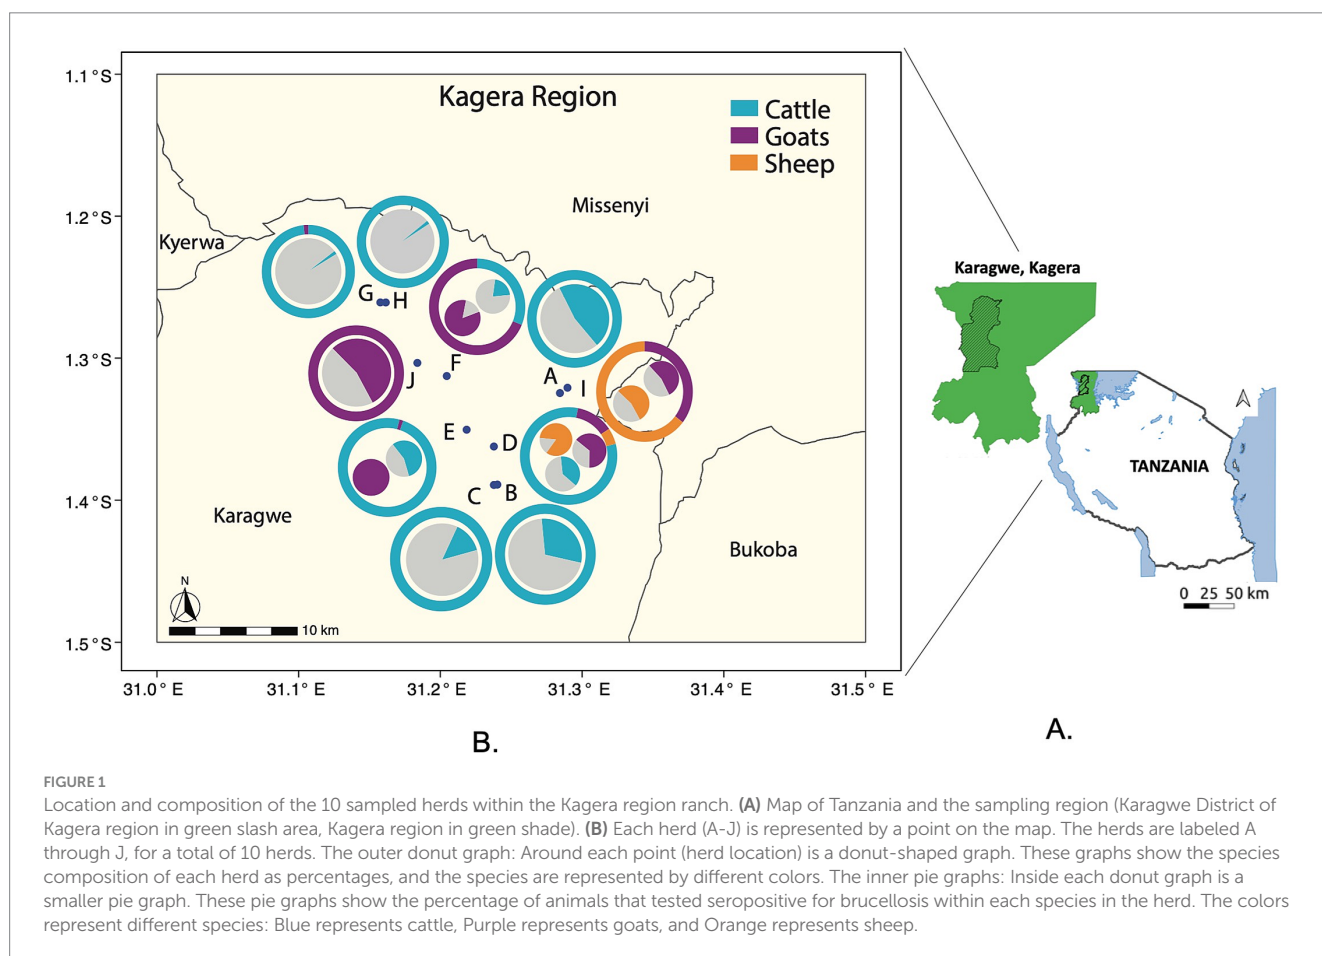 Kagera Region
Cattle
Goats
Sheep
1.1°S
1.2°S
1.3°S
1.4°S
1.5°S
Missenyi
Kyerwa
G
H
F
J
A
I
E
D
C
B
Karagwe
Bukoba
N
10 km
31.0° E
31.1° E
31.2° E
31.3° E
31.4° E
31.5° E
B.
Karagwe, Kagera
TANZANIA
0 25 50 km
A.
FIGURE 1
Location and composition of the 10 sampled herds within the Kagera region ranch. (A) Map of Tanzania and the sampling region (Karagwe District of
Kagera region in green slash area, Kagera region in green shade). (B) Each herd (A-J) is represented by a point on the map. The herds are labeled A
through J, for a total of 10 herds. The outer donut graph: Around each point (herd location) is a donut-shaped graph. These graphs show the species
composition of each herd as percentages, and the species are represented by different colors. The inner pie graphs: Inside each donut graph is a
smaller pie graph. These pie graphs show the percentage of animals that tested seropositive for brucellosis within each species in the herd. The colors
represent different species: Blue represents cattle, Purple represents goats, and Orange represents sheep.